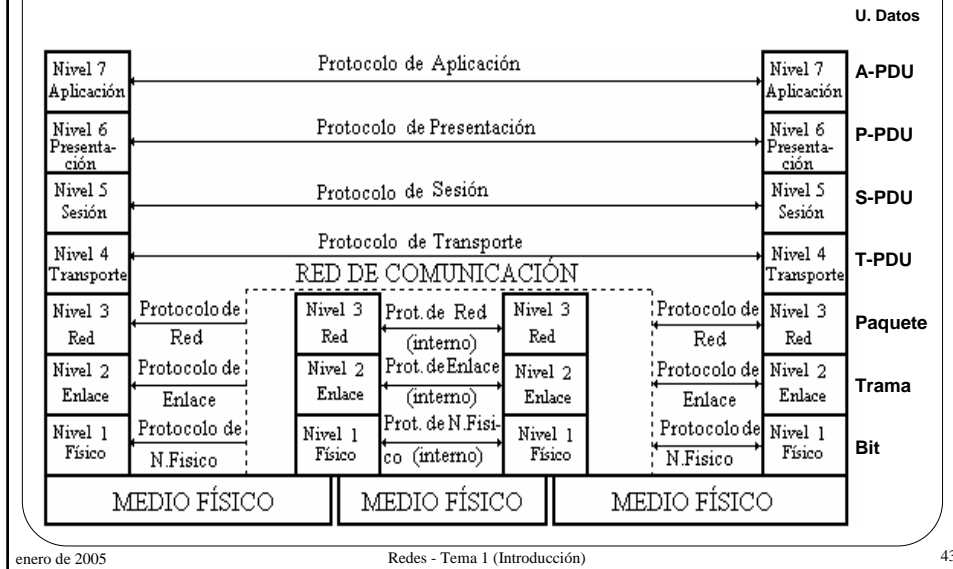 U. Datos
Nivel 7
Aplicación
Protocolo de Aplicación
Nivel 7
Aplicación
A-PDU
Nivel 6
Presenta-
ción
Protocolo de Presentación
Nivel 6
Presenta-
ción
P-PDU
Nivel 5
Sesión
Protocolo de Sesión
Nivel 5
Sesión
S-PDU
Nivel 4
Transporte
Protocolo de Transporte
Nivel 4
Transporte
T-PDU
RED DE COMUNICACIÓN
Nivel 3
Red
Protocolo de
Red
Nivel 3
Red
Prot. de Red
(interno)
Nivel 3
Red
Protocolo de
Red
Nivel 3
Red
Paquete
Nivel 2
Enlace
Protocolo de
Enlace
Nivel 2
Enlace
Prot. de Enlace
(interno)
Nivel 2
Enlace
Protocolo de
Enlace
Nivel 2
Enlace
Trama
Nivel 1
Físico
Protocolo de
N.Fisico
Nivel 1
Físico
Prot. de N.Fisi-
co (interno)
Nivel 1
Físico
Protocolo de
N.Fisico
Nivel 1
Físico
Bit
MEDIO FÍSICO
MEDIO FÍSICO
MEDIO FÍSICO
enero de 2005
Redes - Tema 1 (Introducción)
43